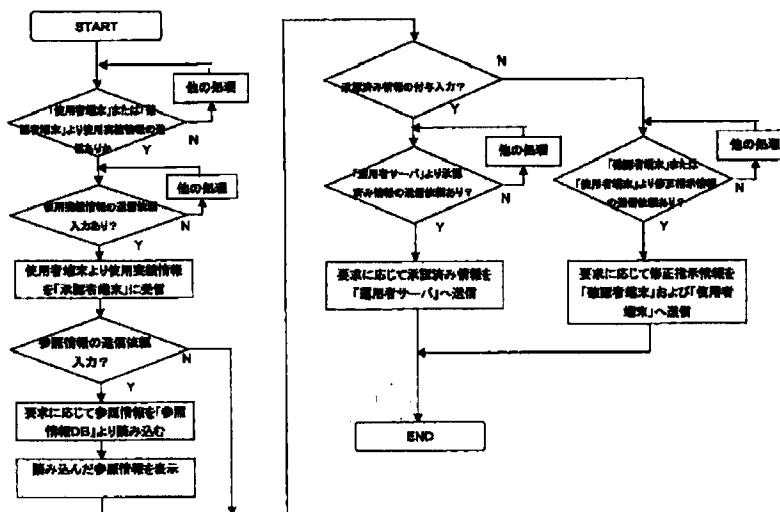 START
他の処理
「使用者端末」または「確
認者端末」より使用実績情報の送
信ありか
N
Y
他の処理
使用実績情報の送信依頼
入力あり?
N
Y
使用者端末より使用実績情報
を「承認者端末」に受信
参照情報の送信依頼
入力?
N
Y
要求に応じて参照情報を「参照
情報DB」より読み込む
読み込んだ参照情報を表示
承認済み情報の付与入力?
N
Y
他の処理
「運用者サーバ」より承認
済み情報の送信依頼あり?
N
Y
要求に応じて承認済み情報を
「運用者サーバ」へ送信
他の処理
「確認者端末」または
「使用者端末」より修正指示情報
の送信依頼あり?
N
Y
要求に応じて修正指示情報を
「確認者端末」および「使用者
端末」へ送信
END